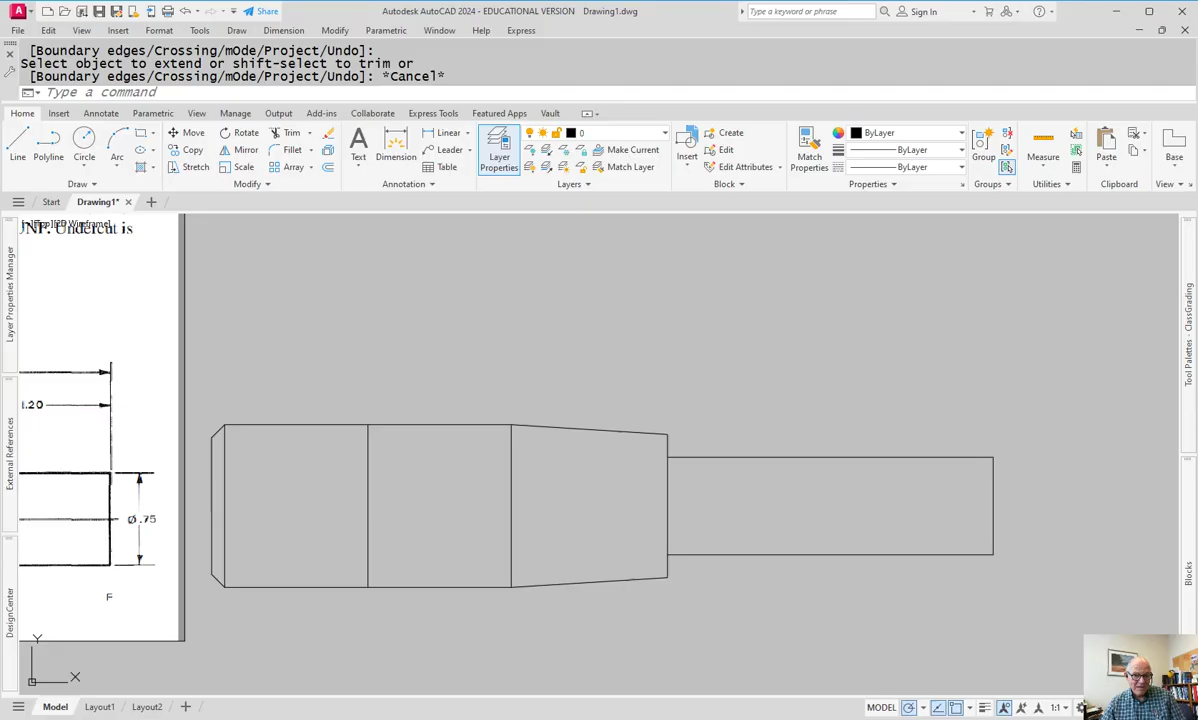 Autodesk AutoCAD 2024 - EDUCATIONAL VERSION Drawing1.dwg
Share
Type a keyword or phrase
Sign In
File Edit View Insert Format Tools Draw Dimension Modify Parametric Window Help Express
[Boundary edges/Crossing/mOde/Project/Undo]:
Select object to extend or shift-select to trim or
[Boundary edges/Crossing/mOde/Project/Undo]: *Cancel*
Type a command
Home Insert Annotate Parametric View Manage Output Add-ins Collaborate Express Tools Featured Apps Vault
Line Polyline Circle Arc
Move Rotate Trim
Copy Mirror Fillet
Stretch Scale Array
Text Dimension
Linear
Leader
Table
Layer Properties
0
Make Current
Match Layer
Insert
Create
Edit
Edit Attributes
Match Properties
ByLayer
ByLayer
ByLayer
Group
Measure
Paste
Base
Draw Modify Annotation Layers Block Properties Groups Utilities Clipboard View
Start Drawing1*
[-][Top][2D Wireframe]
UNF. Undercut is
Layer Properties Manager
External References
DesignCenter
1.20
Ø.75
F
Y
X
Tool Palettes - ClassGrading
Blocks
Model Layout1 Layout2
MODEL
1:1